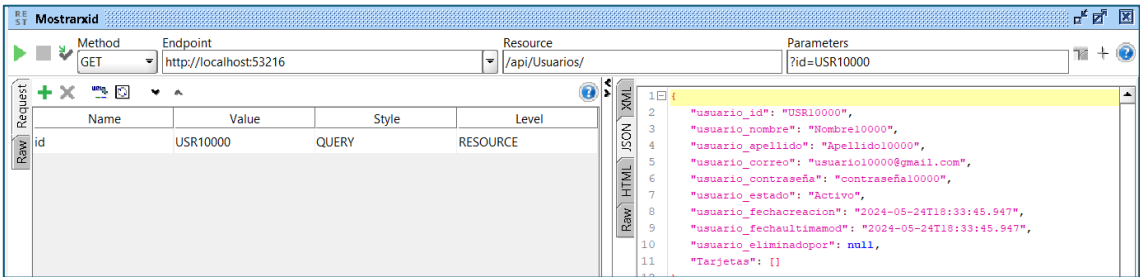 REST Mostrarxid
Method Endpoint Resource Parameters
GET http://localhost:53216 /api/Usuarios/ ?id=USR10000
Request
Raw
Name Value Style Level
id USR10000 QUERY RESOURCE
XML
JSON
HTML
Raw
1 {
2 "usuario_id": "USR10000",
3 "usuario_nombre": "Nombre10000",
4 "usuario_apellido": "Apellido10000",
5 "usuario_correo": "usuario10000@gmail.com",
6 "usuario_contraseña": "contraseña10000",
7 "usuario_estado": "Activo",
8 "usuario_fechacreacion": "2024-05-24T18:33:45.947",
9 "usuario_fechaultimamod": "2024-05-24T18:33:45.947",
10 "usuario_eliminadopor": null,
11 "Tarjetas": []